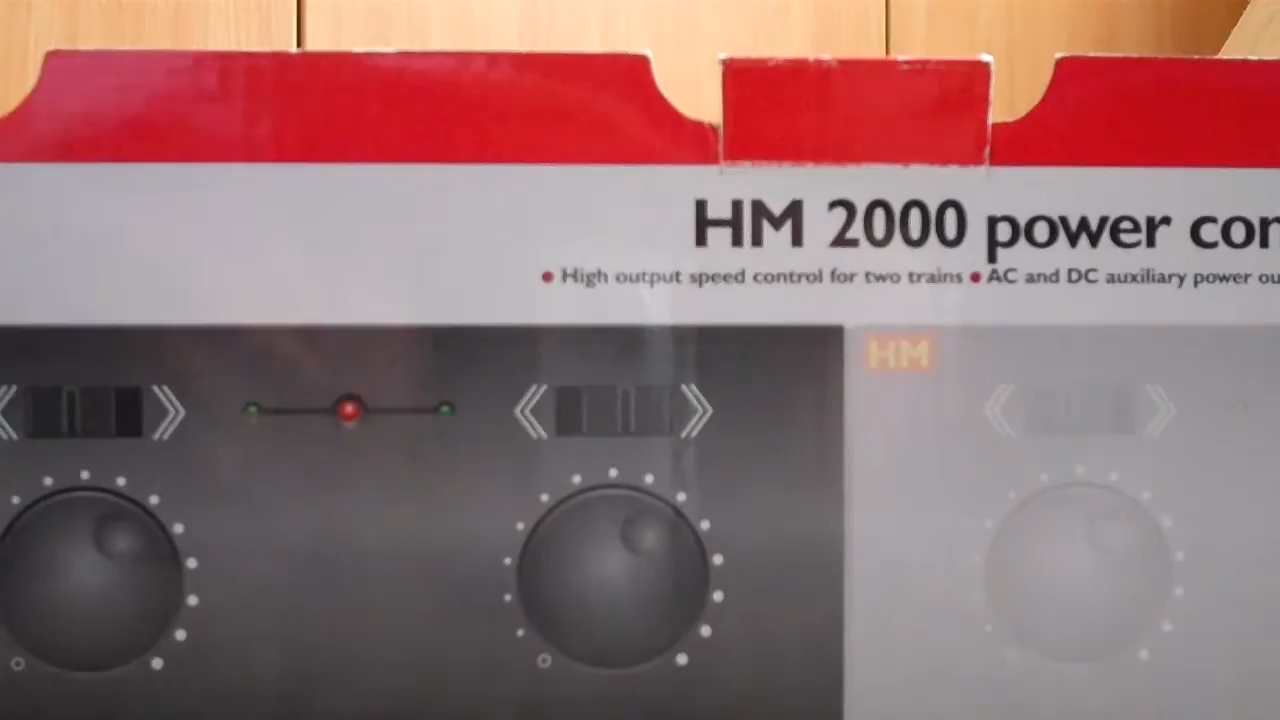 HM 2000 power con
• High output speed control for two trains • AC and DC auxiliary power ou
HM